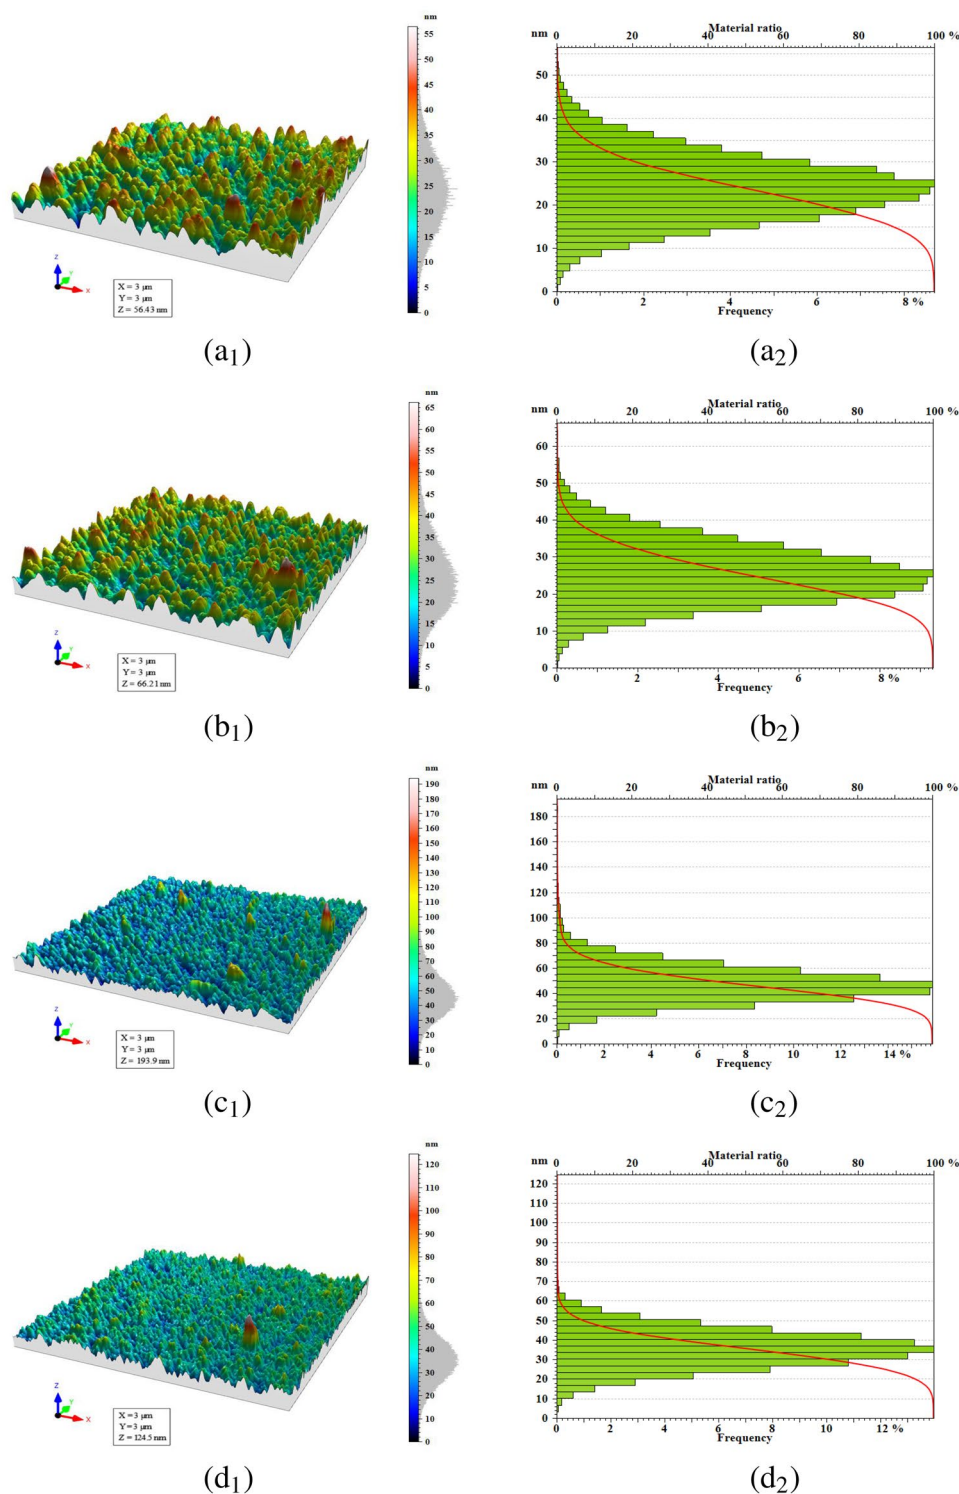 nm
55
50
45
40
35
30
25
20
15
10
5
0
Z
Y
X
X = 3 µm
Y = 3 µm
Z = 56.43 nm
(a1)
Material ratio
nm 0 20 40 60 80 100 %
50
40
30
20
10
0
0 2 4 6 8 %
Frequency
(a2)
nm
65
60
55
50
45
40
35
30
25
20
15
10
5
0
Z
Y
X
X = 3 µm
Y = 3 µm
Z = 66.21 nm
(b1)
Material ratio
nm 0 20 40 60 80 100 %
60
50
40
30
20
10
0
0 2 4 6 8 %
Frequency
(b2)
nm
190
180
170
160
150
140
130
120
110
100
90
80
70
60
50
40
30
20
10
0
Z
Y
X
X = 3 µm
Y = 3 µm
Z = 193.9 nm
(c1)
Material ratio
nm 0 20 40 60 80 100 %
180
160
140
120
100
80
60
40
20
0
0 2 4 6 8 10 12 14 %
Frequency
(c2)
nm
120
110
100
90
80
70
60
50
40
30
20
10
0
Z
Y
X
X = 3 µm
Y = 3 µm
Z = 124.5 nm
(d1)
Material ratio
nm 0 20 40 60 80 100 %
120
110
100
90
80
70
60
50
40
30
20
10
0
0 2 4 6 8 10 12 %
Frequency
(d2)